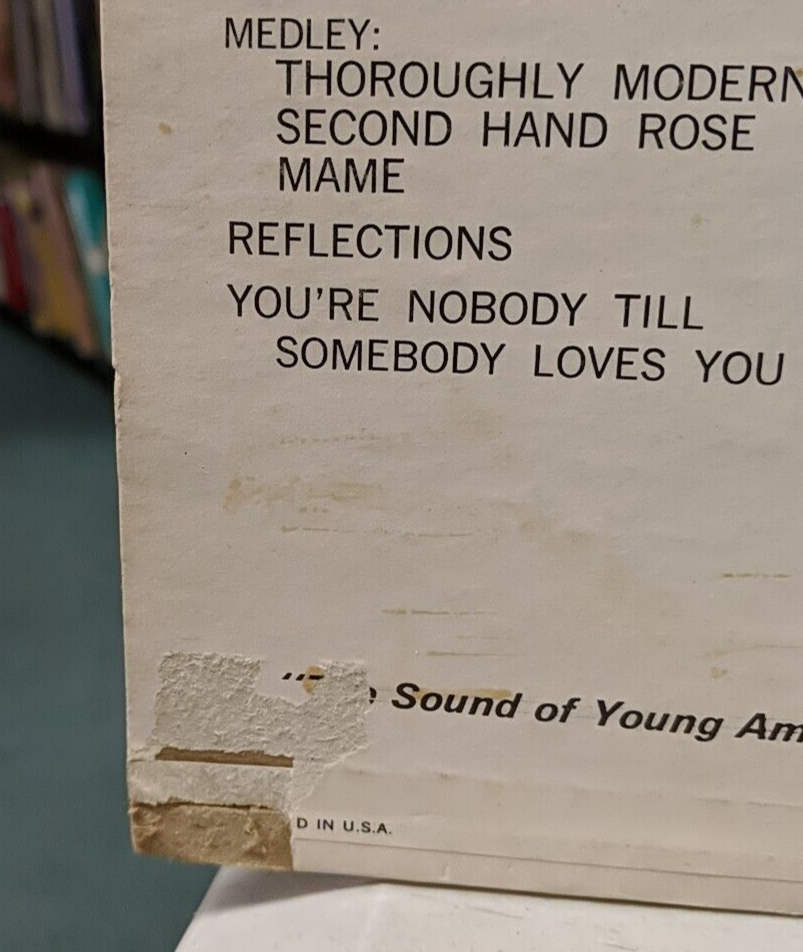 MEDLEY:
THOROUGHLY MODERN
SECOND HAND ROSE
MAME
REFLECTIONS
YOU'RE NOBODY TILL
SOMEBODY LOVES YOU
Sound of Young Am
D IN U.S.A.